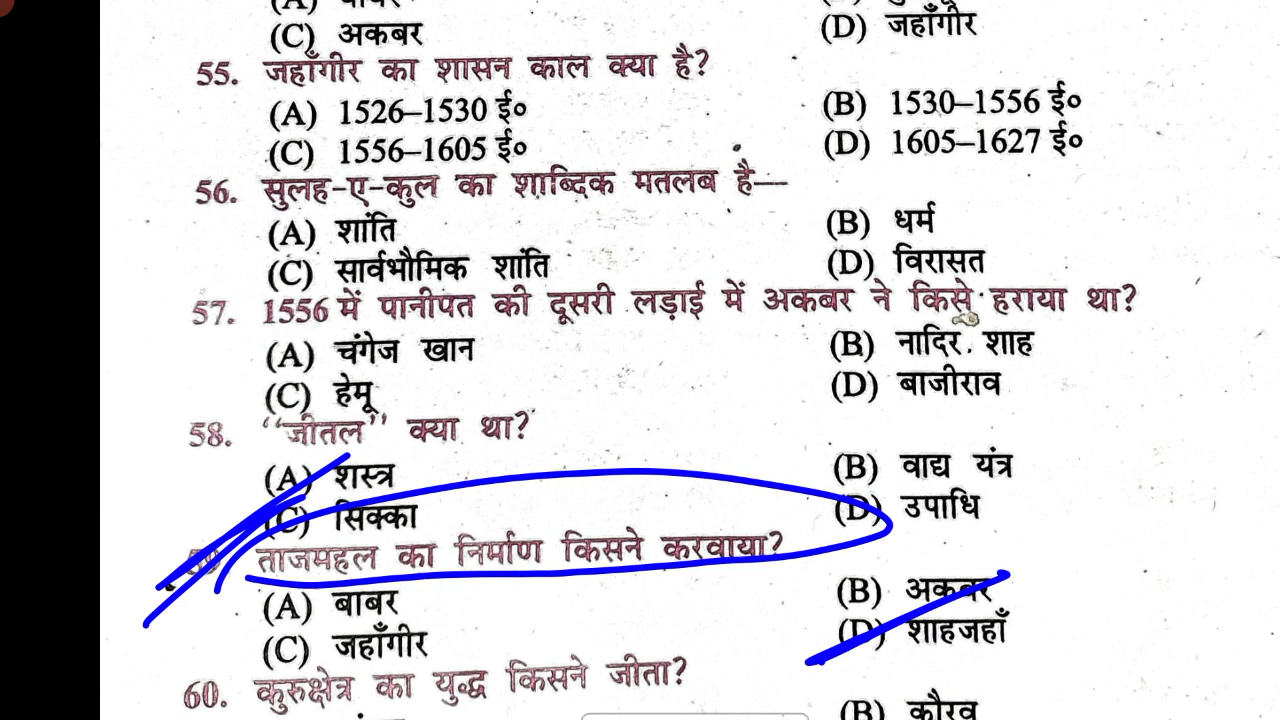 (C) अकबर (D) जहाँगीर
55. जहाँगीर का शासन काल क्या है?
(A) 1526–1530 ई० (B) 1530–1556 ई०
(C) 1556–1605 ई० (D) 1605–1627 ई०
56. सुलह-ए-कुल का शाब्दिक मतलब है—
(A) शांति (B) धर्म
(C) सार्वभौमिक शांति (D) विरासत
57. 1556 में पानीपत की दूसरी लड़ाई में अकबर ने किसे हराया था?
(A) चंगेज खान (B) नादिर शाह
(C) हेमू (D) बाजीराव
58. ‘‘जीतल’’ क्या था?
(A) शस्त्र (B) वाद्य यंत्र
(C) सिक्का (D) उपाधि
59. ताजमहल का निर्माण किसने करवाया?
(A) बाबर (B) अकबर
(C) जहाँगीर (D) शाहजहाँ
60. कुरुक्षेत्र का युद्ध किसने जीता?
(B) कौरव